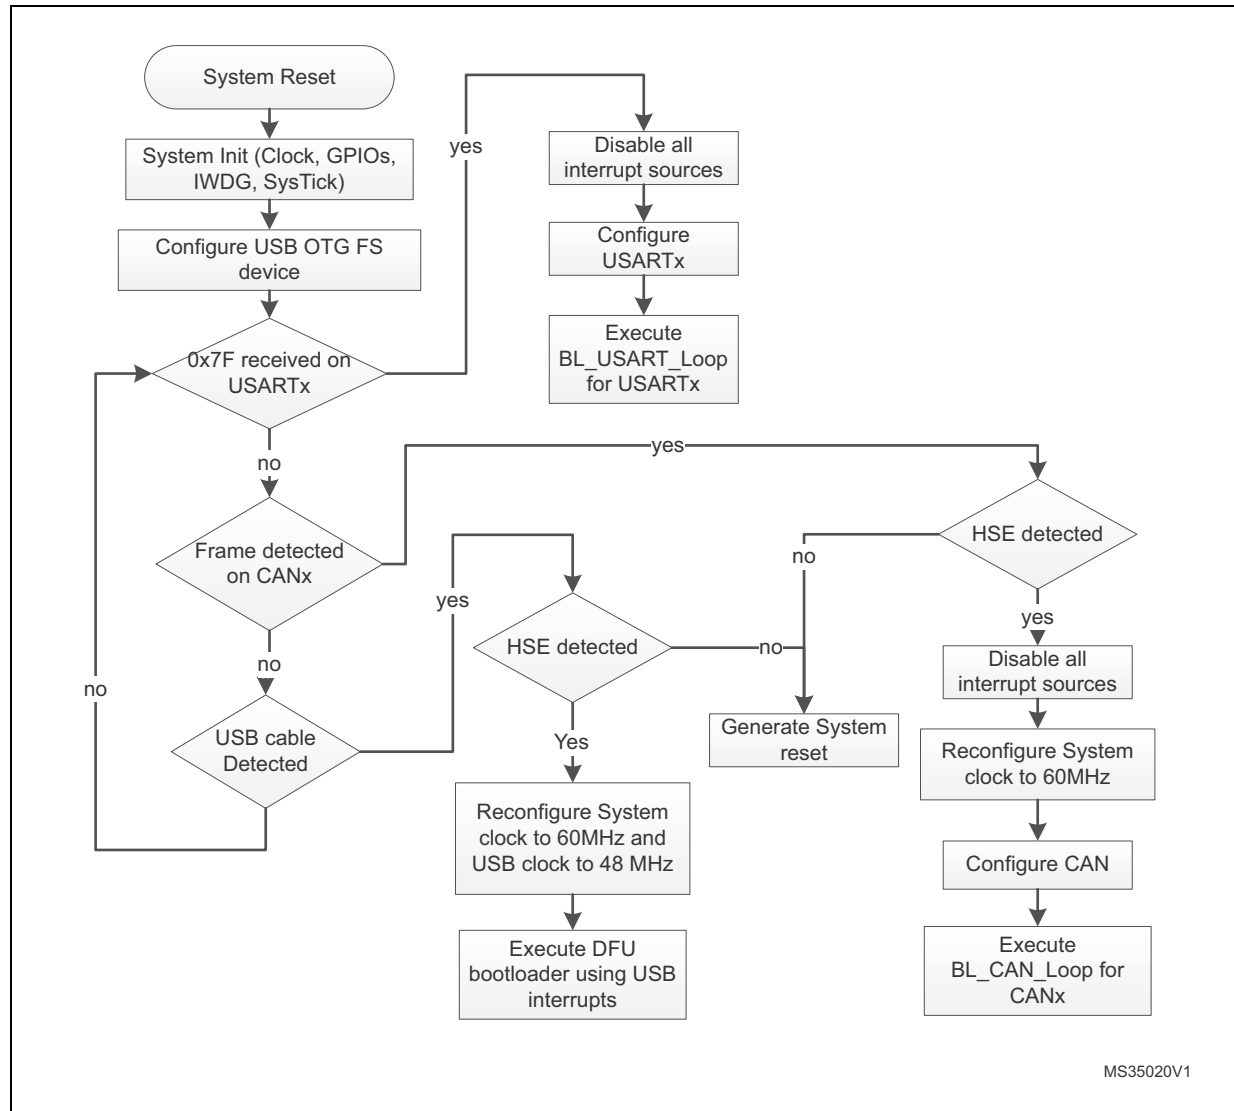 System Reset
System Init (Clock, GPIOs,
IWDG, SysTick)
Configure USB OTG FS
device
0x7F received on
USARTx
yes
Disable all
interrupt sources
Configure
USARTx
Execute
BL_USART_Loop
for USARTx
no
Frame detected
on CANx
yes
HSE detected
no
yes
Disable all
interrupt sources
Reconfigure System
clock to 60MHz
Configure CAN
Execute
BL_CAN_Loop for
CANx
no
USB cable
Detected
no
yes
HSE detected
no
Generate System
reset
Yes
Reconfigure System
clock to 60MHz and
USB clock to 48 MHz
Execute DFU
bootloader using USB
interrupts
MS35020V1